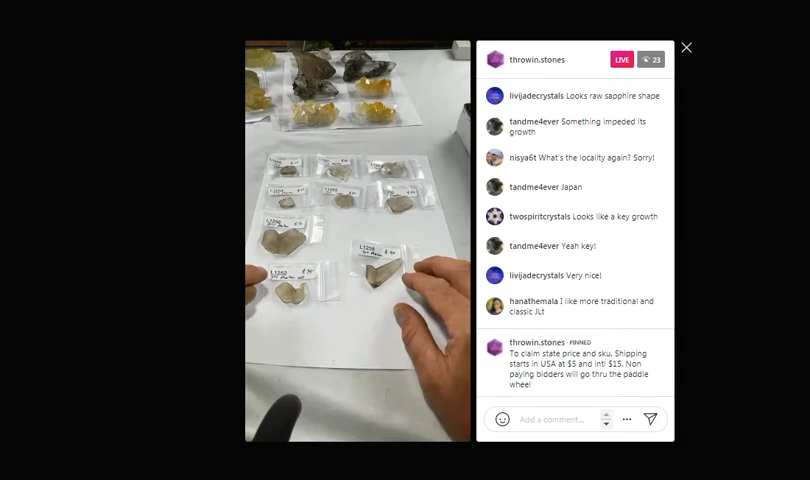 throwin.stones
LIVE
23
livijadecrystals Looks raw sapphire shape
tandme4ever Something impeded its
growth
nisya6t What's the locality again? Sorry!
tandme4ever Japan
twospiritcrystals Looks like a key growth
tandme4ever Yeah key!
livijadecrystals Very nice!
hanathemala I like more traditional and
classic JLt
throwin.stones · PINNED
To claim state price and sku. Shipping
starts in USA at $5 and intl $15. Non
paying bidders will go thru the paddle
wheel
Add a comment...
L1258
L1252